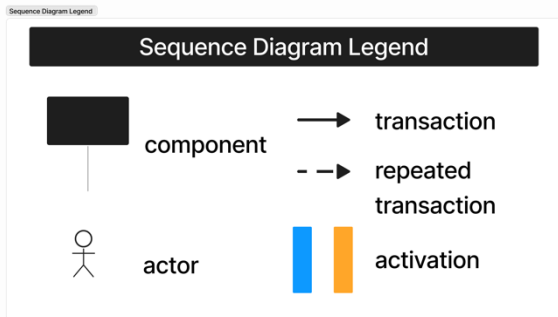 Sequence Diagram Legend
Sequence Diagram Legend
component
transaction
repeated
transaction
actor
activation